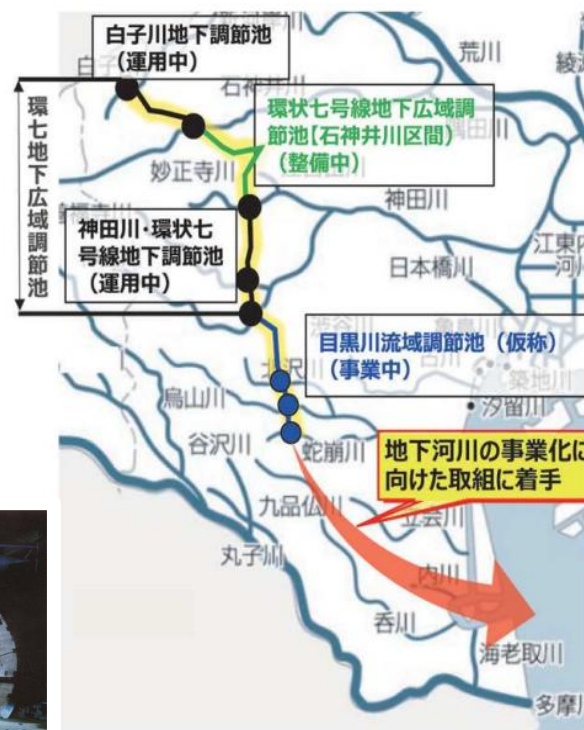 白子川地下調節池
（運用中）
荒川
石神井川
環状七号線地下広域調
節池【石神井川区間）
（整備中）
妙正寺川
環七地下広域調節池
神田川・環状七
号線地下調節池
（運用中）
神田川
江東内
日本橋川
目黒川流域調節池（仮称）
（事業中）
築地川
汐留川
烏山川
谷沢川
蛇崩川
地下河川の事業化に
向けた取組に着手
九品仏川
立会川
丸子川
内川
呑川
海老取川
多摩川